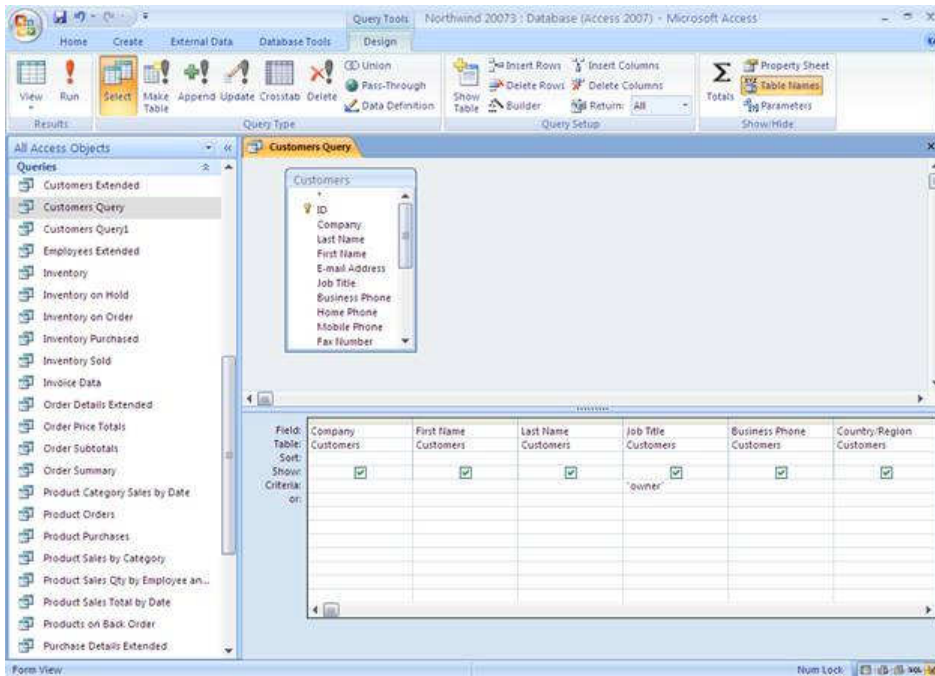 Query Tools Northwind 20073 : Database (Access 2007) - Microsoft Access
Home Create External Data Database Tools Design
View Run Select Make Table Append Update Crosstab Delete
Union
Pass-Through
Data Definition
Show Table
Insert Rows
Delete Rows
Builder
Insert Columns
Delete Columns
Return: All
Totals
Property Sheet
Table Names
Parameters
Results Query Type Query Setup Show/Hide
All Access Objects
Queries
Customers Extended
Customers Query
Customers Query1
Employees Extended
Inventory
Inventory on Hold
Inventory on Order
Inventory Purchased
Inventory Sold
Invoice Data
Order Details Extended
Order Price Totals
Order Subtotals
Order Summary
Product Category Sales by Date
Product Orders
Product Purchases
Product Sales by Category
Product Sales Qty by Employee an...
Product Sales Total by Date
Products on Back Order
Purchase Details Extended
Customers Query
Customers
*
ID
Company
Last Name
First Name
E-mail Address
Job Title
Business Phone
Home Phone
Mobile Phone
Fax Number
Field: Company First Name Last Name Job Title Business Phone Country/Region
Table: Customers Customers Customers Customers Customers Customers
Sort:
Show:
Criteria: "owner"
or:
Form View Num Lock SQL